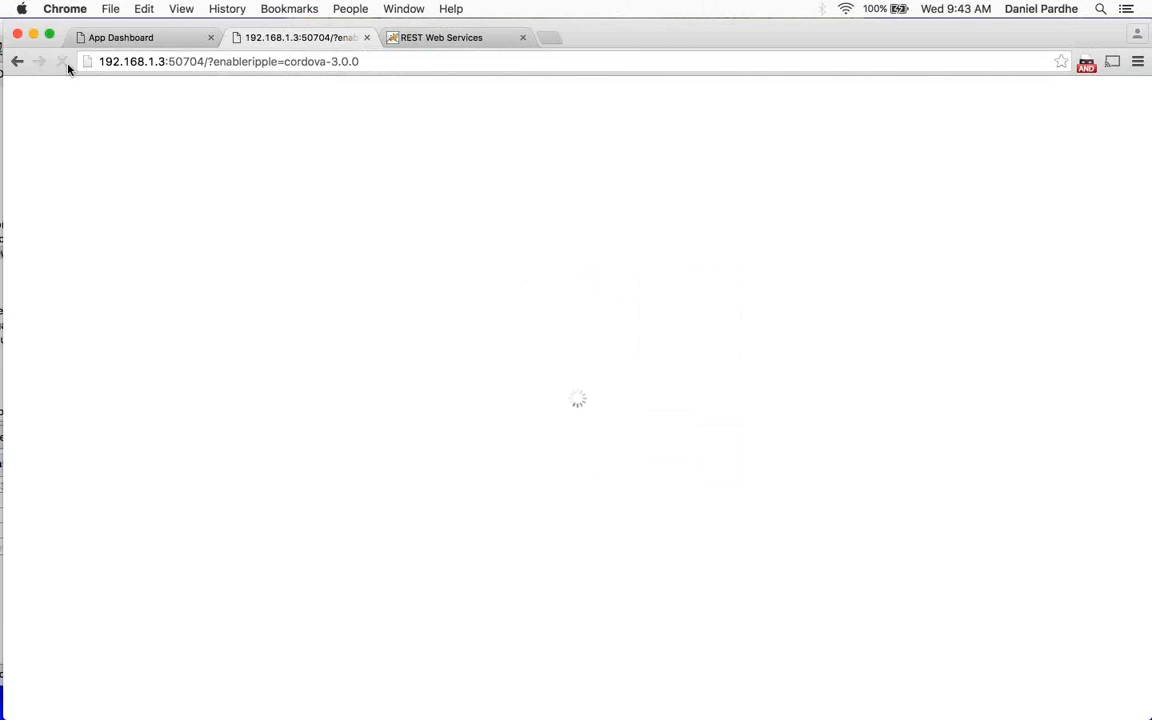 Chrome File Edit View History Bookmarks People Window Help 100% Wed 9:43 AM Daniel Pardhe
App Dashboard 192.168.1.3:50704/?enab REST Web Services
192.168.1.3:50704/?enableripple=cordova-3.0.0 AND